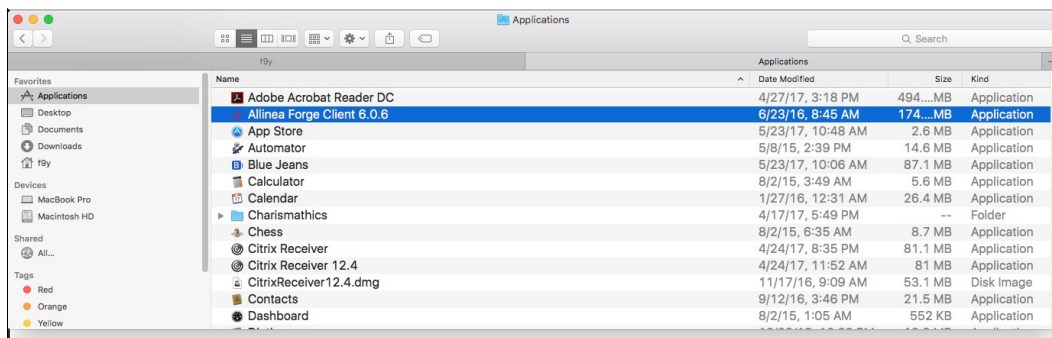 Applications
Search
f9y
Applications
Favorites
Name
Date Modified
Size
Kind
Applications
Desktop
Documents
Downloads
f9y
Devices
MacBook Pro
Macintosh HD
Shared
All...
Tags
Red
Orange
Yellow
Adobe Acrobat Reader DC 4/27/17, 3:18 PM 494....MB Application
Allinea Forge Client 6.0.6 6/23/16, 8:45 AM 174....MB Application
App Store 5/23/17, 10:48 AM 2.6 MB Application
Automator 5/8/15, 2:39 PM 14.6 MB Application
Blue Jeans 5/23/17, 10:06 AM 87.1 MB Application
Calculator 8/2/15, 3:49 AM 5.6 MB Application
Calendar 1/27/16, 12:31 AM 26.4 MB Application
Charismathics 4/17/17, 5:49 PM -- Folder
Chess 8/2/15, 6:35 AM 8.7 MB Application
Citrix Receiver 4/24/17, 8:35 PM 81.1 MB Application
Citrix Receiver 12.4 4/24/17, 11:52 AM 81 MB Application
CitrixReceiver12.4.dmg 11/17/16, 9:09 AM 53.1 MB Disk Image
Contacts 9/12/16, 3:46 PM 21.5 MB Application
Dashboard 8/2/15, 1:05 AM 552 KB Application